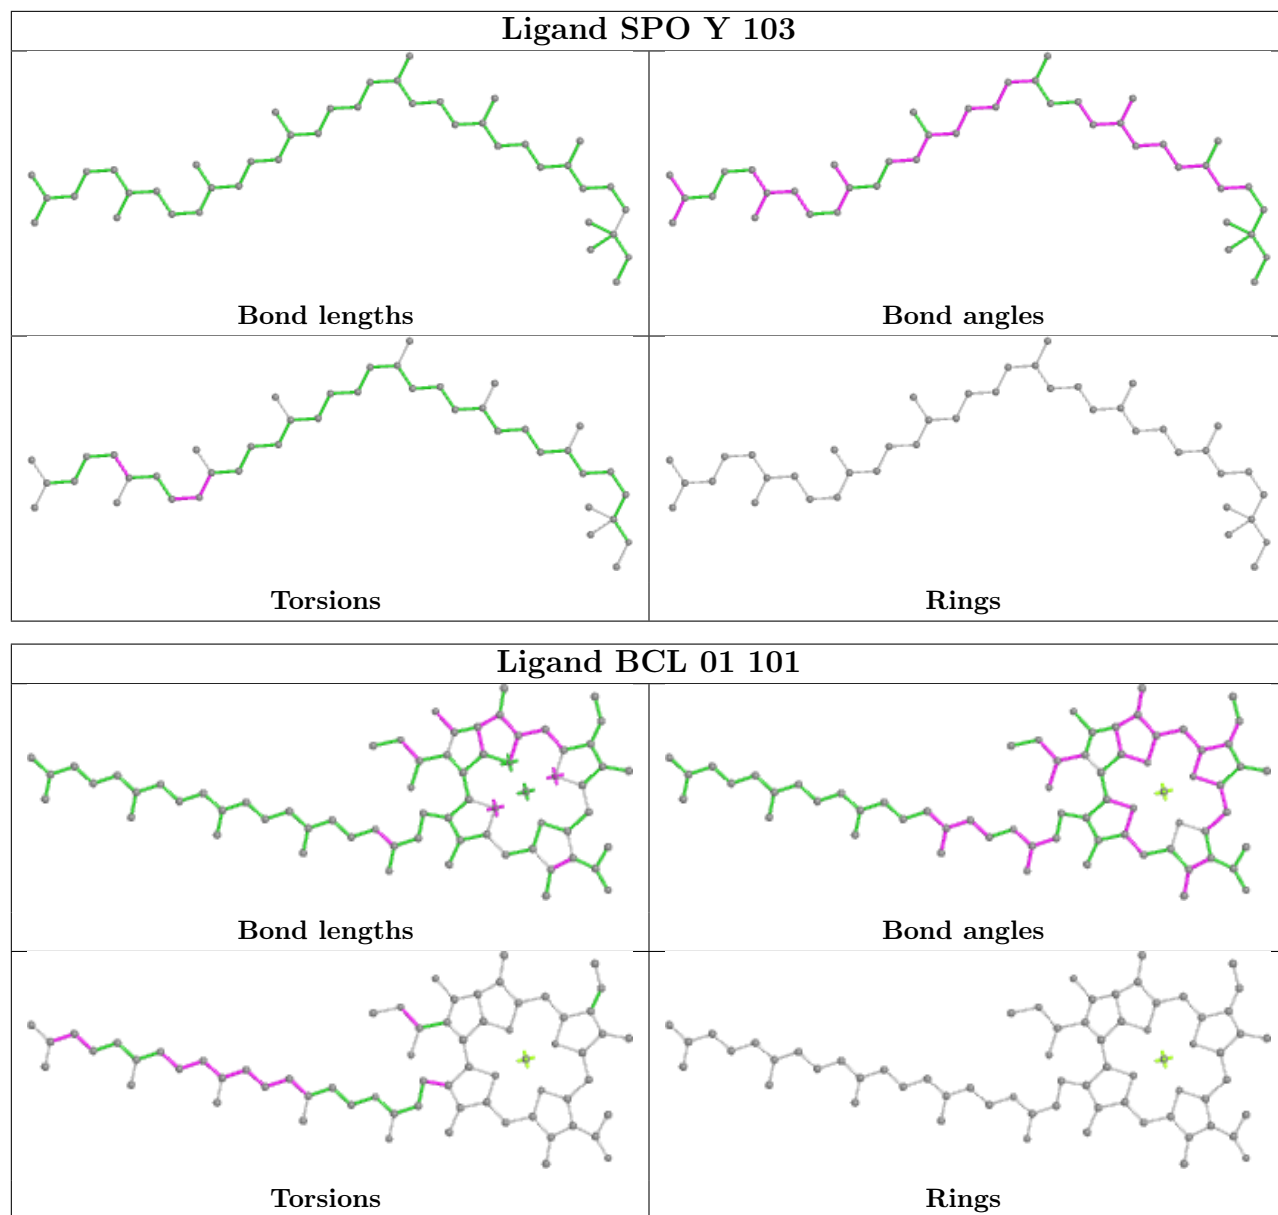 Ligand SPO Y 103
Bond lengths
Bond angles
Torsions
Rings
Ligand BCL 01 101
Bond lengths
Bond angles
Torsions
Rings